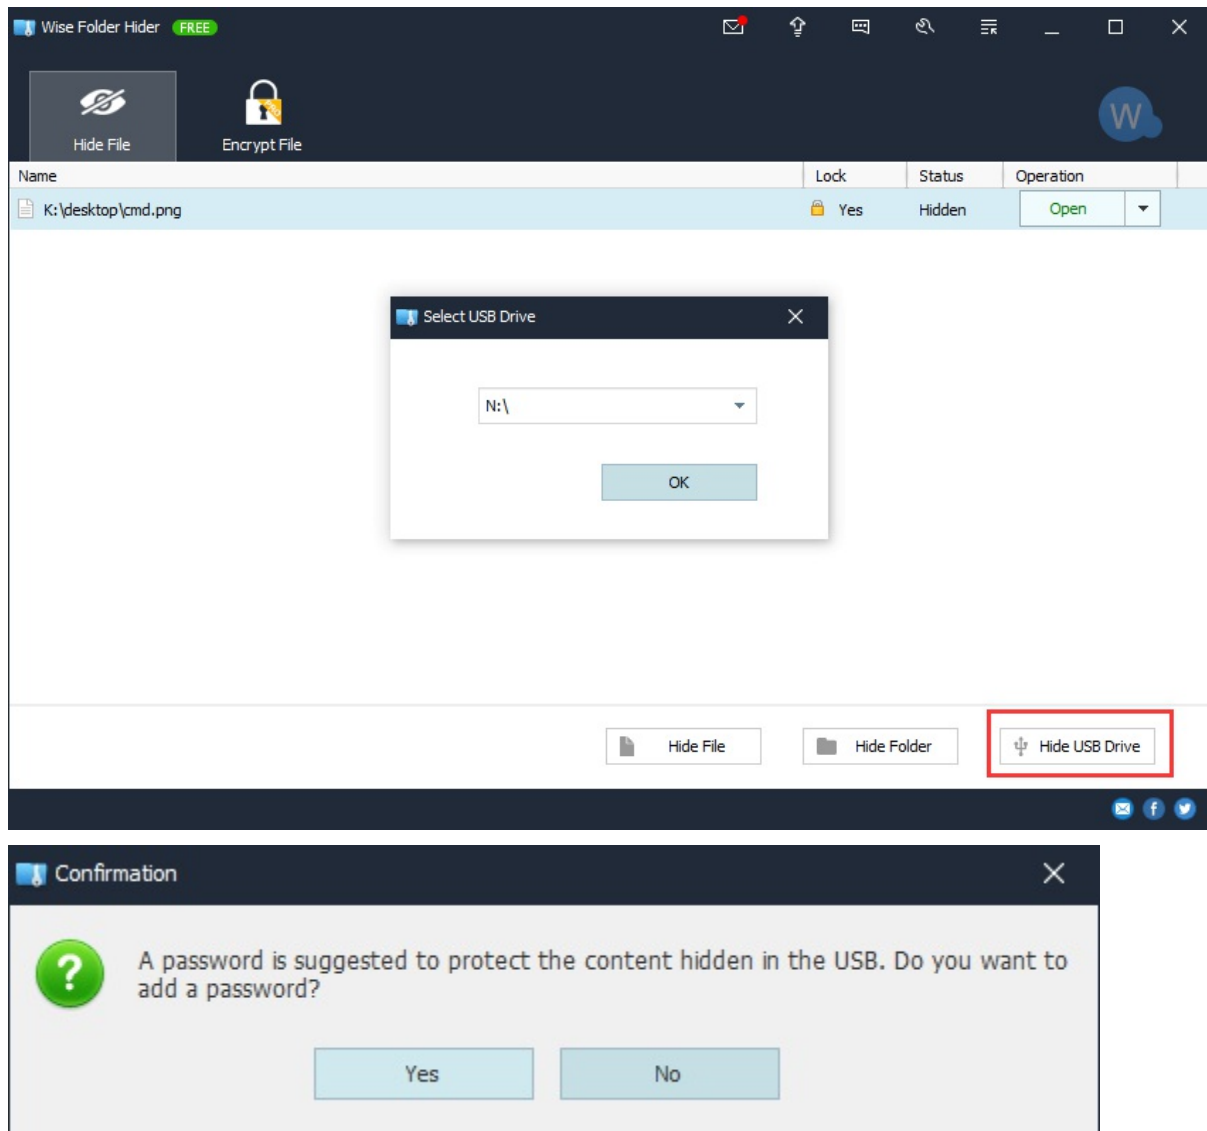 Wise Folder Hider FREE
Hide File
Encrypt File
W
Name Lock Status Operation
K:\desktop\cmd.png Yes Hidden Open
Select USB Drive
N:\
OK
Hide File Hide Folder Hide USB Drive
Confirmation
A password is suggested to protect the content hidden in the USB. Do you want to
add a password?
Yes No